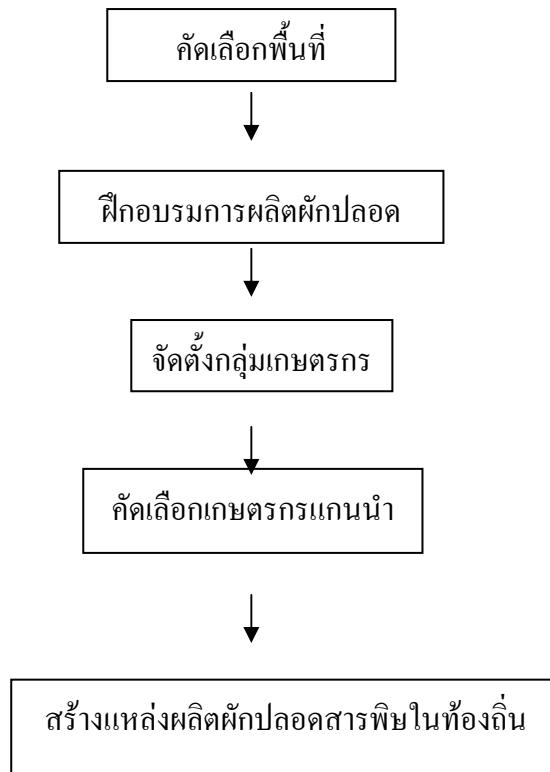 คัดเลือกพื้นที่
ฝึกอบรมการผลิตผักปลอด
จัดตั้งกลุ่มเกษตรกร
คัดเลือกเกษตรกรแกนนำ
สร้างแหล่งผลิตผักปลอดสารพิษในท้องถิ่น